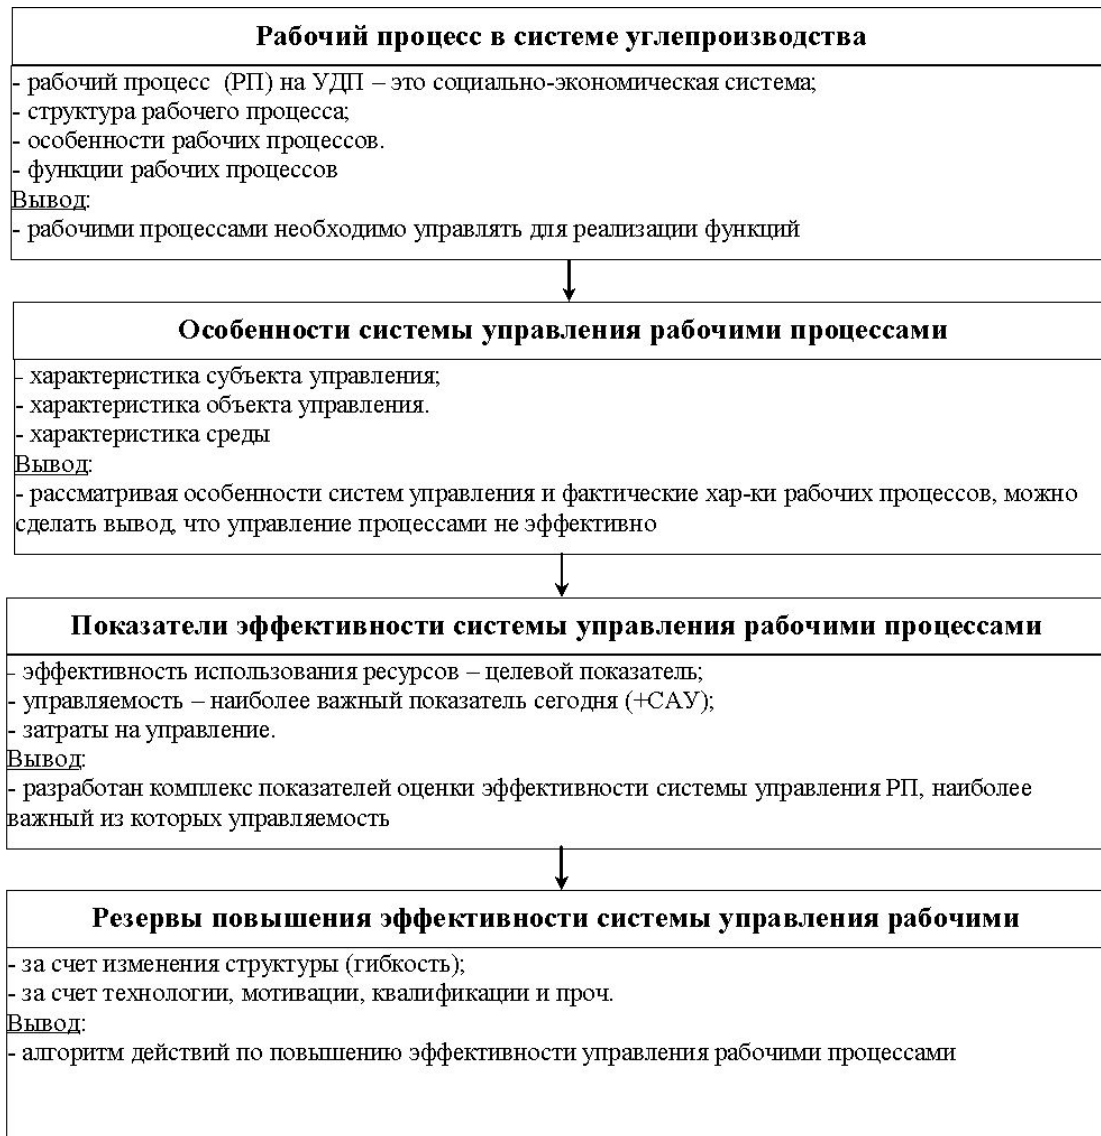 Рабочий процесс в системе углепроизводства
- рабочий процесс (РП) на УДП – это социально-экономическая система;
- структура рабочего процесса;
- особенности рабочих процессов.
- функции рабочих процессов
Вывод:
- рабочими процессами необходимо управлять для реализации функций
Особенности системы управления рабочими процессами
- характеристика субъекта управления;
- характеристика объекта управления.
- характеристика среды
Вывод:
- рассматривая особенности систем управления и фактические хар-ки рабочих процессов, можно
сделать вывод, что управление процессами не эффективно
Показатели эффективности системы управления рабочими процессами
- эффективность использования ресурсов – целевой показатель;
- управляемость – наиболее важный показатель сегодня (+САУ);
- затраты на управление.
Вывод:
- разработан комплекс показателей оценки эффективности системы управления РП, наиболее
важный из которых управляемость
Резервы повышения эффективности системы управления рабочими
- за счет изменения структуры (гибкость);
- за счет технологии, мотивации, квалификации и проч.
Вывод:
- алгоритм действий по повышению эффективности управления рабочими процессами